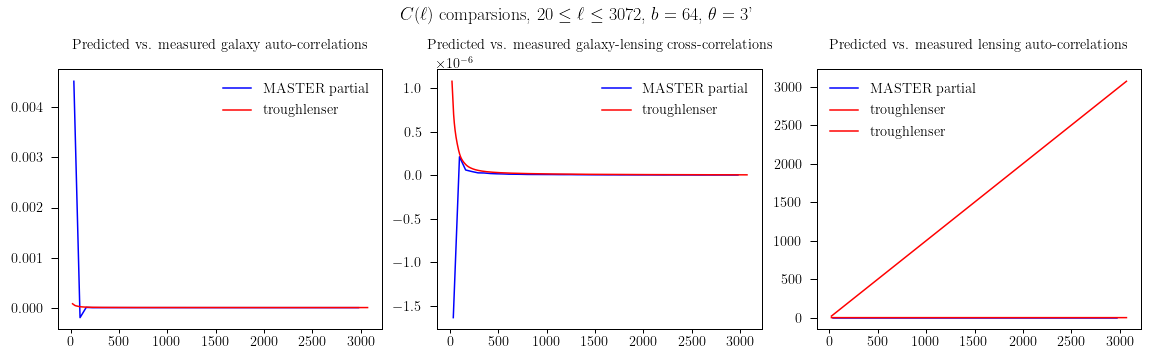 C(ℓ) comparsions, 20 ≤ ℓ ≤ 3072, b = 64, θ = 3'
Predicted vs. measured galaxy auto-correlations
MASTER partial
troughlenser
0.004
0.003
0.002
0.001
0.000
0 500 1000 1500 2000 2500 3000
Predicted vs. measured galaxy-lensing cross-correlations
×10⁻⁶
MASTER partial
troughlenser
1.0
0.5
0.0
−0.5
−1.0
−1.5
0 500 1000 1500 2000 2500 3000
Predicted vs. measured lensing auto-correlations
MASTER partial
troughlenser
troughlenser
3000
2500
2000
1500
1000
500
0
0 500 1000 1500 2000 2500 3000